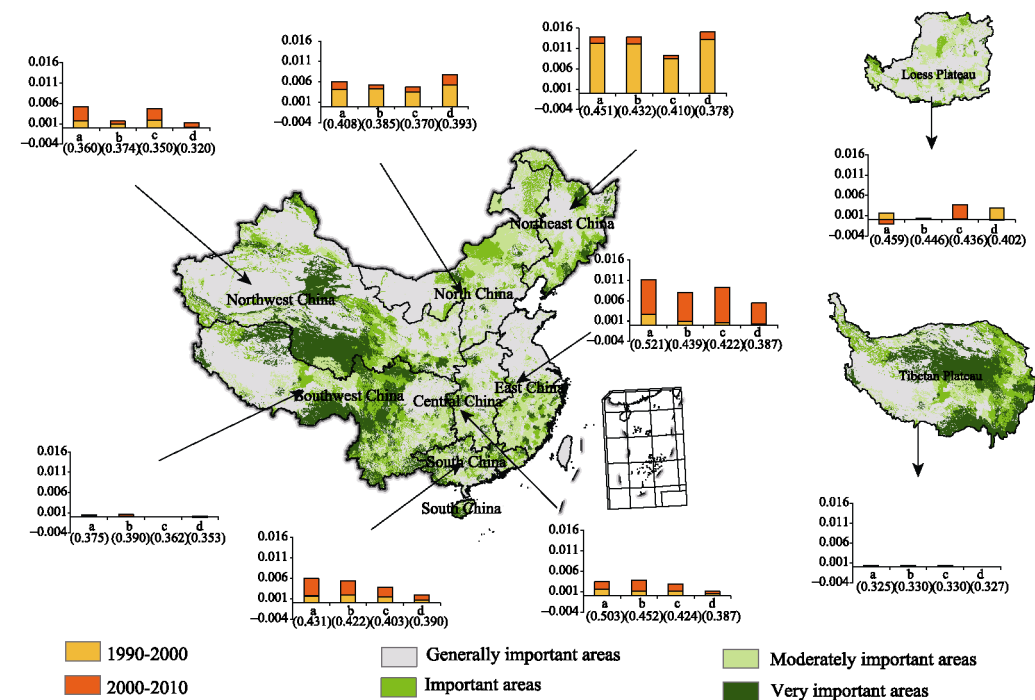 0.016
0.011
0.006
0.001
−0.004
a b c d
(0.360)(0.374)(0.350)(0.320)
0.016
0.011
0.006
0.001
−0.004
a b c d
(0.408)(0.385)(0.370)(0.393)
0.016
0.011
0.006
0.001
−0.004
a b c d
(0.451)(0.432)(0.410)(0.378)
Loess Plateau
0.016
0.011
0.006
0.001
−0.004
a b c d
(0.459)(0.446)(0.436)(0.402)
Northeast China
North China
Northwest China
0.016
0.011
0.006
0.001
−0.004
a b c d
(0.521)(0.439)(0.422)(0.387)
Tibetan Plateau
East China
Southwest China
Central China
South China
South China
0.016
0.011
0.006
0.001
−0.004
a b c d
(0.375)(0.390)(0.362)(0.353)
0.016
0.011
0.006
0.001
−0.004
a b c d
(0.431)(0.422)(0.403)(0.390)
0.016
0.011
0.006
0.001
−0.004
a b c d
(0.503)(0.452)(0.424)(0.387)
0.016
0.011
0.006
0.001
−0.004
a b c d
(0.325)(0.330)(0.330)(0.327)
1990-2000
2000-2010
Generally important areas
Important areas
Moderately important areas
Very important areas